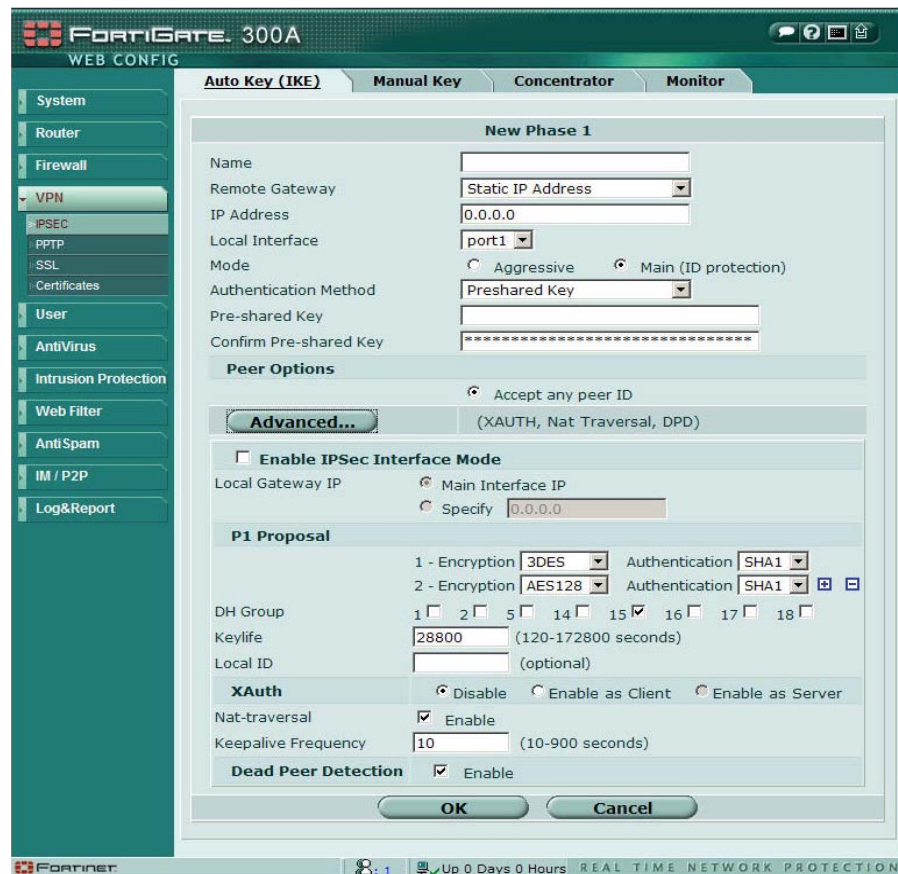 FORTIGATE 300A
WEB CONFIG
Auto Key (IKE) Manual Key Concentrator Monitor
System
Router
Firewall
VPN
IPSEC
PPTP
SSL
Certificates
User
AntiVirus
Intrusion Protection
Web Filter
AntiSpam
IM / P2P
Log&Report
New Phase 1
Name
Remote Gateway Static IP Address
IP Address 0.0.0.0
Local Interface port1
Mode Aggressive Main (ID protection)
Authentication Method Preshared Key
Pre-shared Key
Confirm Pre-shared Key ******************************
Peer Options
Accept any peer ID
Advanced... (XAUTH, Nat Traversal, DPD)
Enable IPSec Interface Mode
Local Gateway IP Main Interface IP
Specify 0.0.0.0
P1 Proposal
1 - Encryption 3DES Authentication SHA1
2 - Encryption AES128 Authentication SHA1
DH Group 1 2 5 14 15 16 17 18
Keylife 28800 (120-172800 seconds)
Local ID (optional)
XAuth Disable Enable as Client Enable as Server
Nat-traversal Enable
Keepalive Frequency 10 (10-900 seconds)
Dead Peer Detection Enable
OK Cancel
FORTINET : 1 Up 0 Days 0 Hours REAL TIME NETWORK PROTECTION